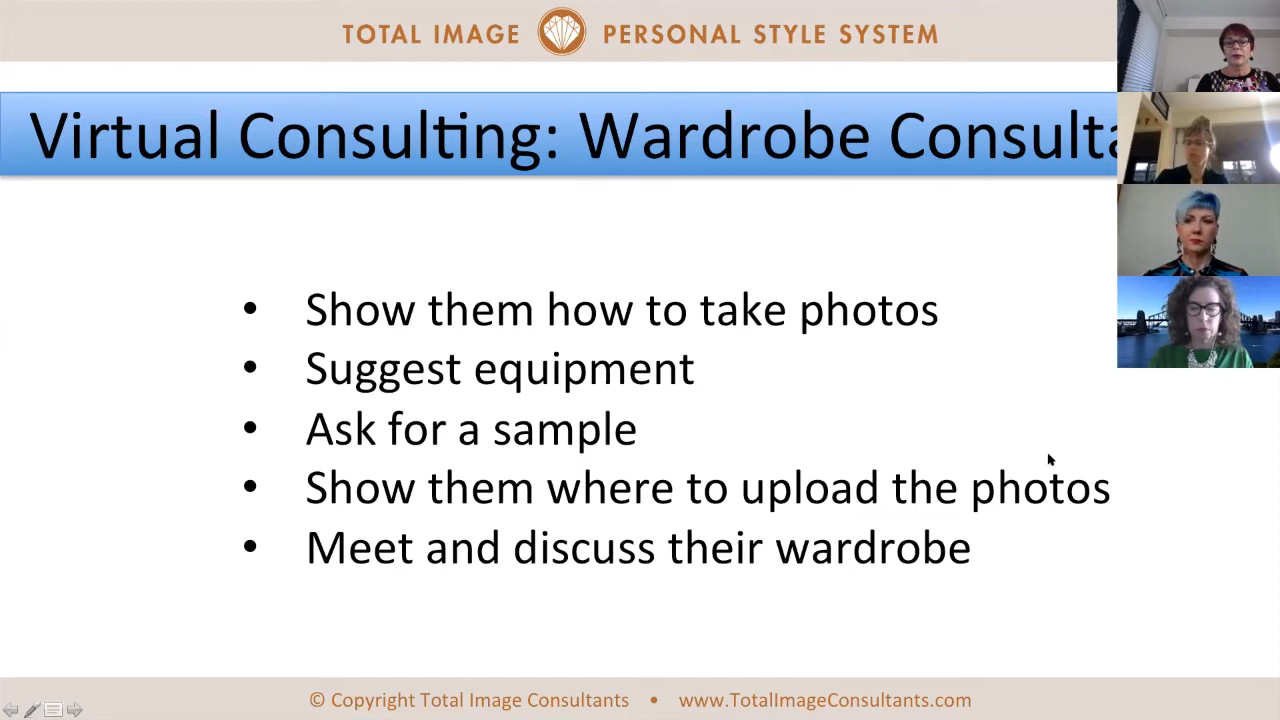 TOTAL IMAGE PERSONAL STYLE SYSTEM
Virtual Consulting: Wardrobe Consulta
• Show them how to take photos
• Suggest equipment
• Ask for a sample
• Show them where to upload the photos
• Meet and discuss their wardrobe
© Copyright Total Image Consultants • www.TotalImageConsultants.com